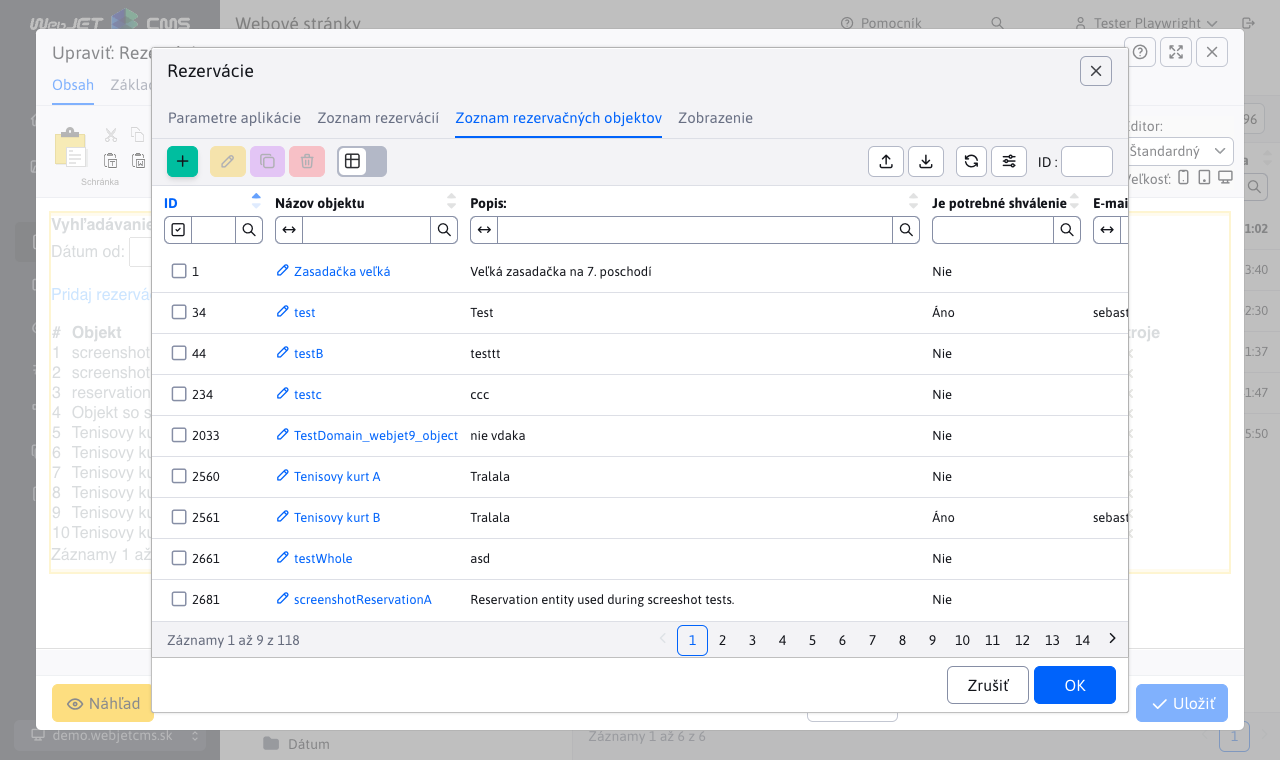 WebJET CMS
Webové stránky
Pomocník
Tester Playwright
Upraviť:
Obsah
Rezervácie
Parametre aplikácie
Zoznam rezervácií
Zoznam rezervačných objektov
Zobrazenie
ID :
ID
Názov objektu
Popis:
Je potrebné shválenie
E-mai
1
Zasadačka veľká
Veľká zasadačka na 7. poschodí
Nie
34
test
Test
Áno
sebast
44
testB
testtt
Nie
234
testc
ccc
Nie
2033
TestDomain_webjet9_object
nie vdaka
Nie
2560
Tenisovy kurt A
Tralala
Nie
2561
Tenisovy kurt B
Tralala
Áno
sebast
2661
testWhole
asd
Nie
2681
screenshotReservationA
Reservation entity used during screeshot tests.
Nie
Záznamy 1 až 9 z 118
1 2 3 4 5 6 7 8 9 10 11 12 13 14
Zrušiť
OK
Schránka
Štandardný
Vyhľadávanie
Dátum od:
Pridaj rezerv
# Objekt
1 screenshot
2 screenshot
3 reservation
4 Objekt so s
5 Tenisovy ku
6 Tenisovy ku
7 Tenisovy ku
8 Tenisovy ku
9 Tenisovy ku
10 Tenisovy ku
Záznamy 1 až
Náhľad
Uložiť
demo.webjetcms.sk
Dátum
Záznamy 1 až 6 z 6
1